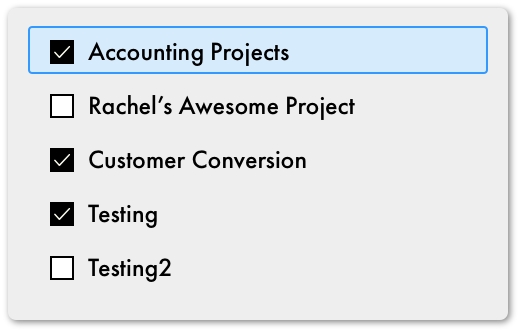 Accounting Projects
Rachel’s Awesome Project
Customer Conversion
Testing
Testing2